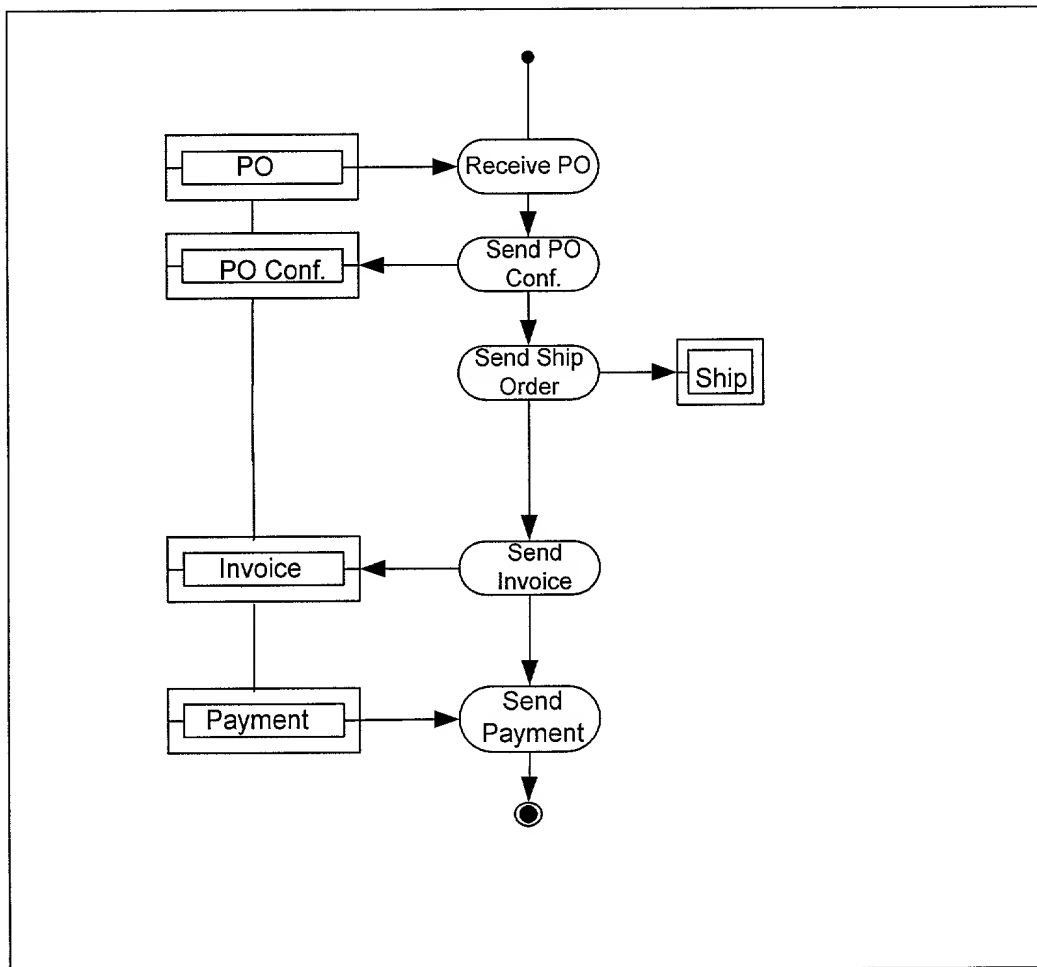 PO
Receive PO
PO Conf.
Send PO
Conf.
Send Ship
Order
Ship
Invoice
Send
Invoice
Payment
Send
Payment